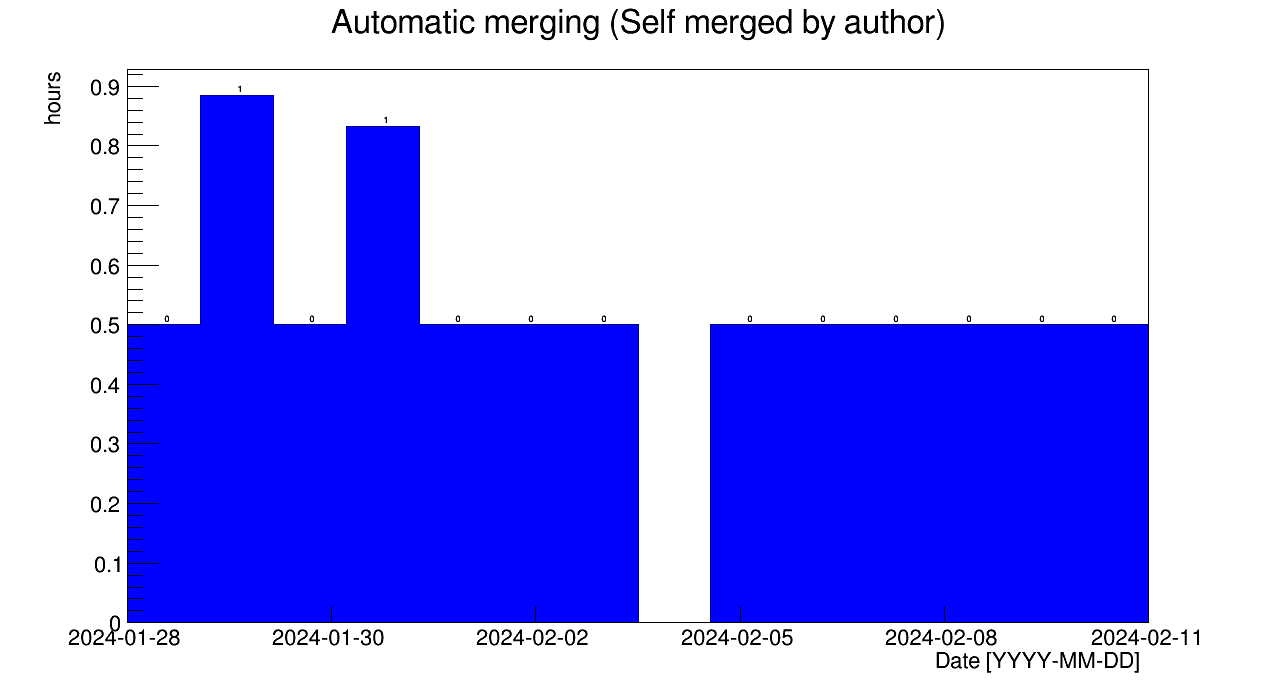 Automatic merging (Self merged by author)
hours
0.9
0.8
0.7
0.6
0.5
0.4
0.3
0.2
0.1
0
1
1
0 0 0 0 0 0 0 0 0 0 0
2024-01-28 2024-01-30 2024-02-02 2024-02-05 2024-02-08 2024-02-11
Date [YYYY-MM-DD]